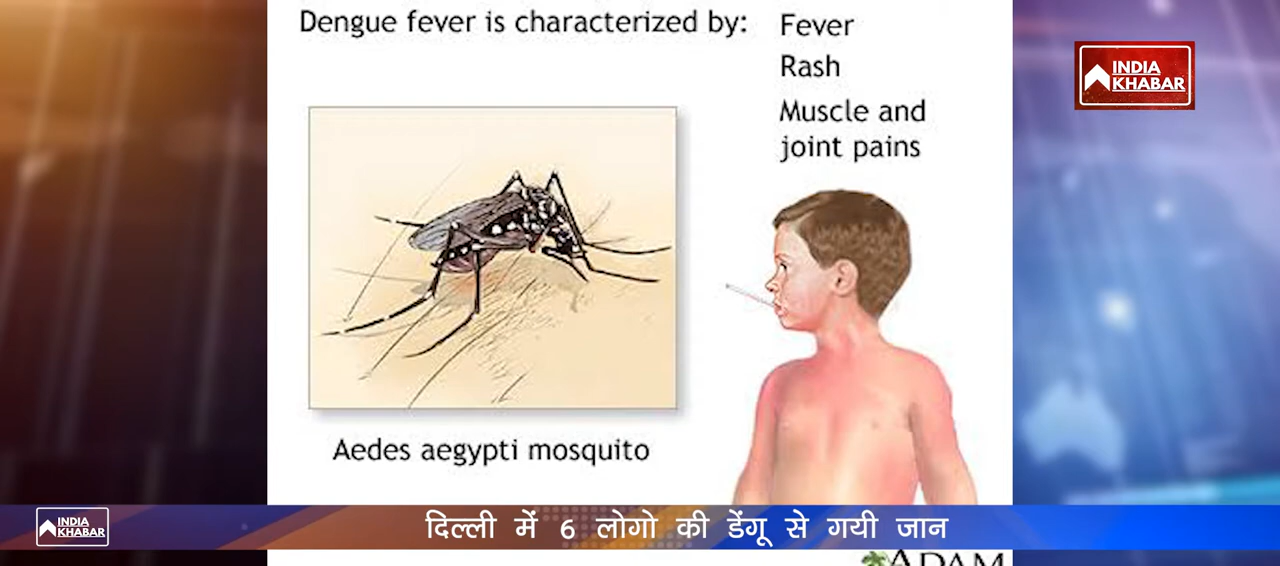 Dengue fever is characterized by:
Fever
Rash
Muscle and
joint pains
INDIA
KHABAR
Aedes aegypti mosquito
INDIA
KHABAR
दिल्ली में 6 लोगो की डेंगू से गयी जान
ADAM